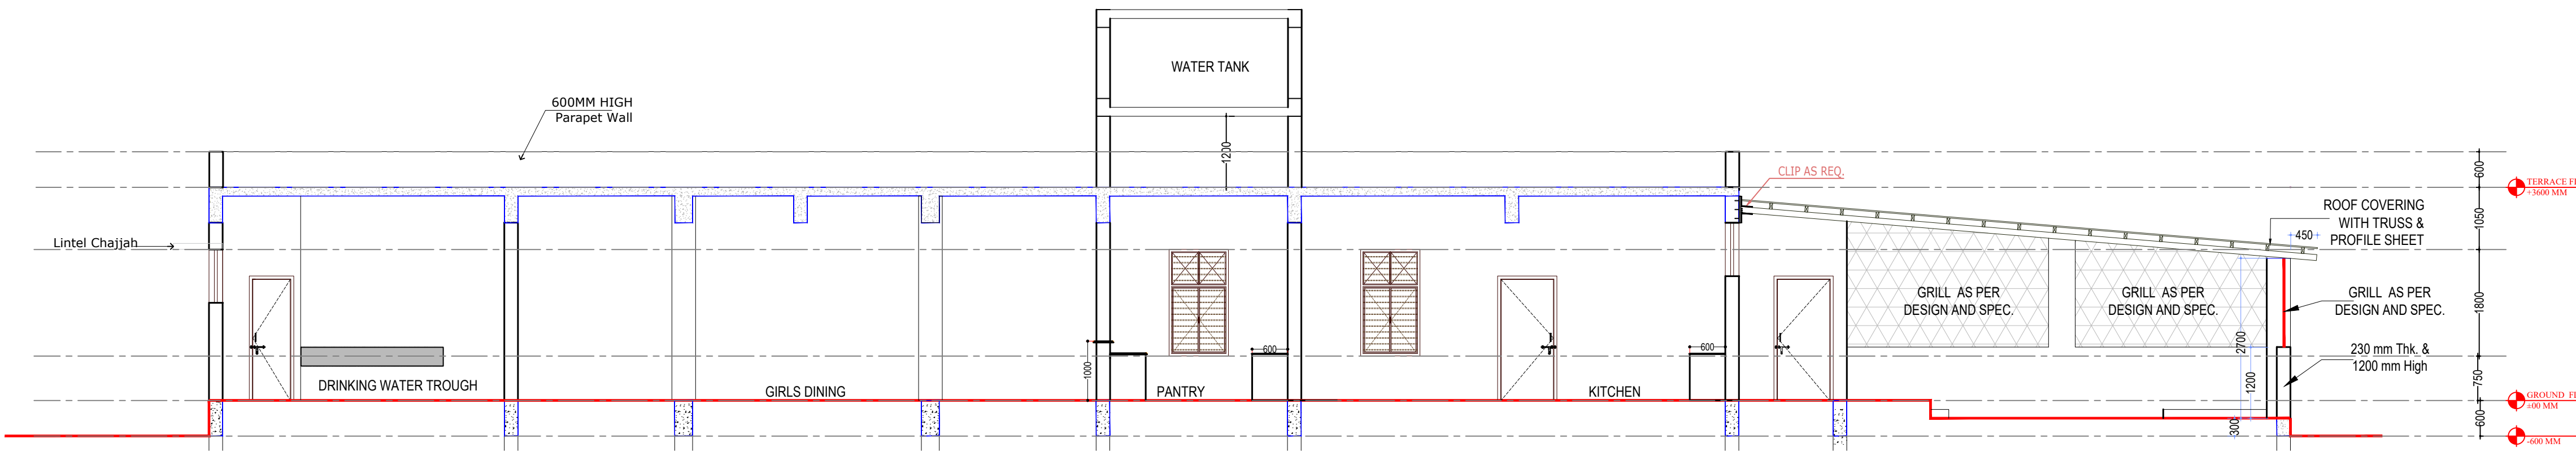 WATER TANK
600MM HIGH
Parapet Wall
1200
CLIP AS REQ.
600
TERRACE F
+3600 MM
ROOF COVERING
WITH TRUSS &
PROFILE SHEET
1050
450
Lintel Chajjah
GRILL AS PER
DESIGN AND SPEC.
GRILL AS PER
DESIGN AND SPEC.
GRILL AS PER
DESIGN AND SPEC.
1800
2700
600
600
1000
230 mm Thk. &
1200 mm High
1200
750
DRINKING WATER TROUGH
GIRLS DINING
PANTRY
KITCHEN
GROUND F
±00 MM
300
600
-600 MM